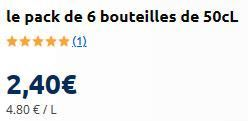 le pack de 6 bouteilles de 50cL
(1)
2,40€
4.80 € / L